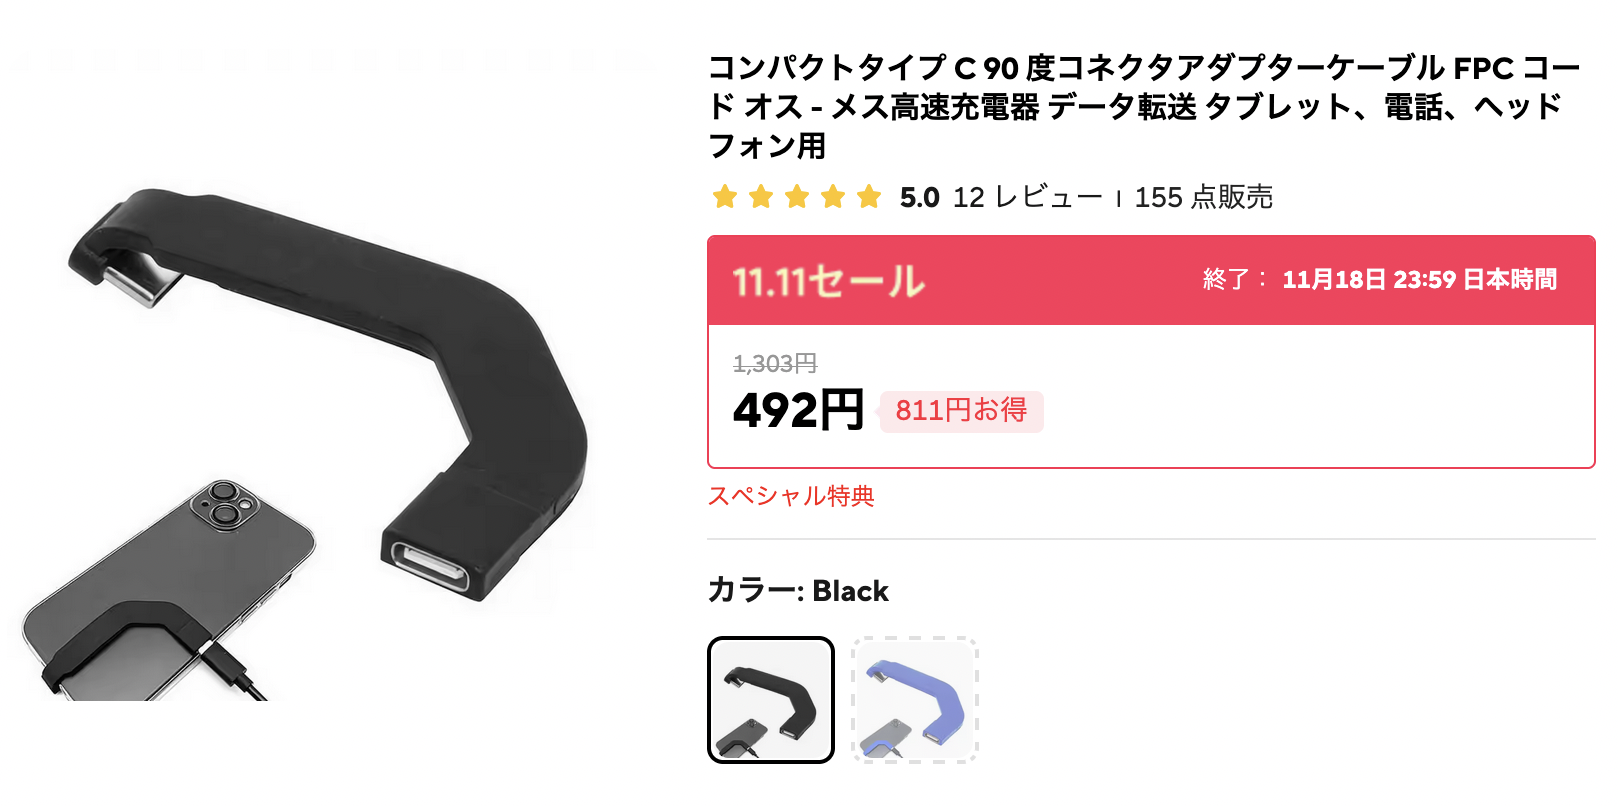 コンパクトタイプ C 90 度コネクタアダプターケーブル FPC コー
ド オス - メス高速充電器 データ転送 タブレット、電話、ヘッド
フォン用
5.0 12 レビュー | 155 点販売
11.11セール 終了： 11月18日 23:59 日本時間
1,303円
492円 811円お得
スペシャル特典
カラー: Black